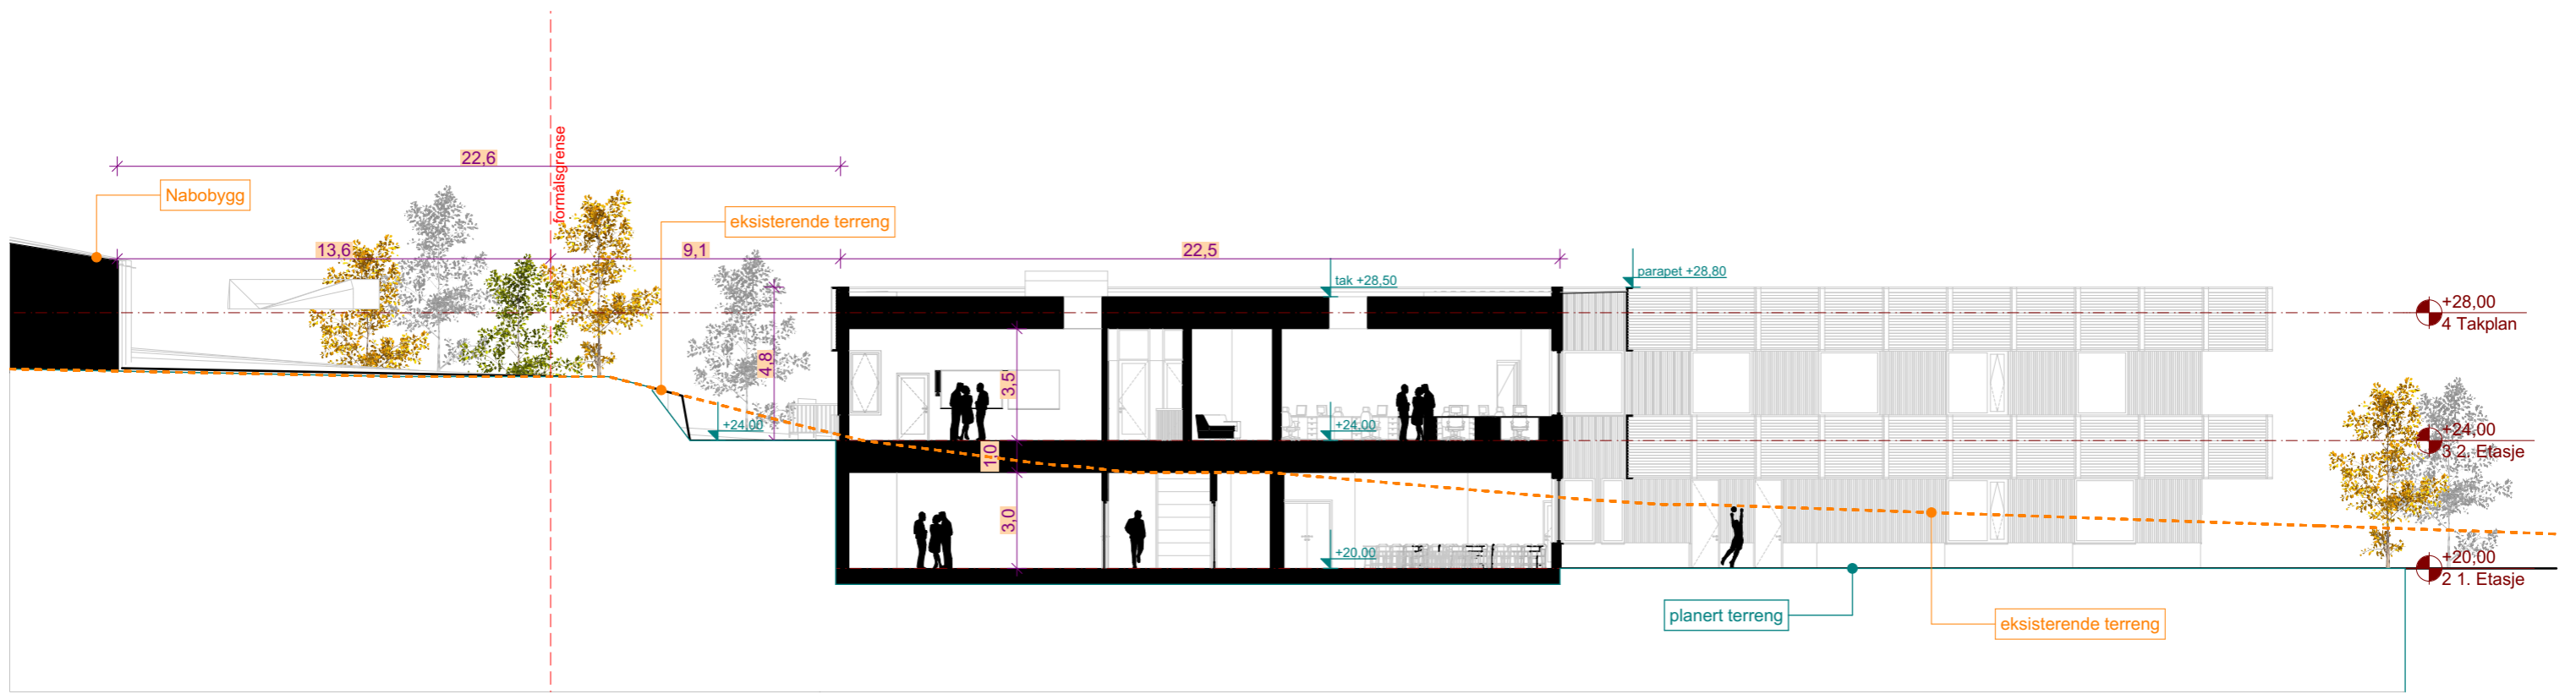 22,6
formålsgrense
Nabobygg
eksisterende terreng
13,6
9,1
22,5
tak +28,50
parapet +28,80
+28,00
4 Takplan
4,8
3,5
+24,00
+24,00
+24,00
3 2. Etasje
1,0
3,0
+20,00
+20,00
2 1. Etasje
planert terreng
eksisterende terreng